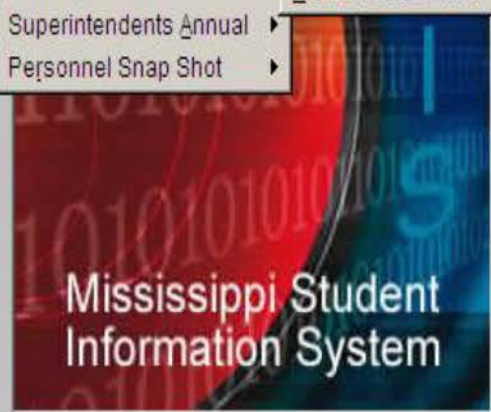 Superintendents Annual
Personnel Snap Shot
I
S
Mississippi Student
Information System